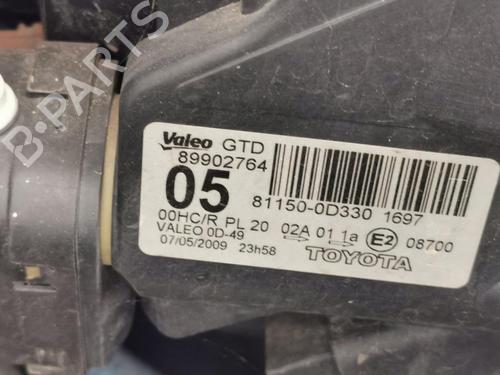 B-PARTS
Valeo GTD
89902764
05
81150-0D330 1697
00HC/R PL 20 02A 01 1a E2 08700
VALEO 0D-49
07/05/2009 23h58
TOYOTA